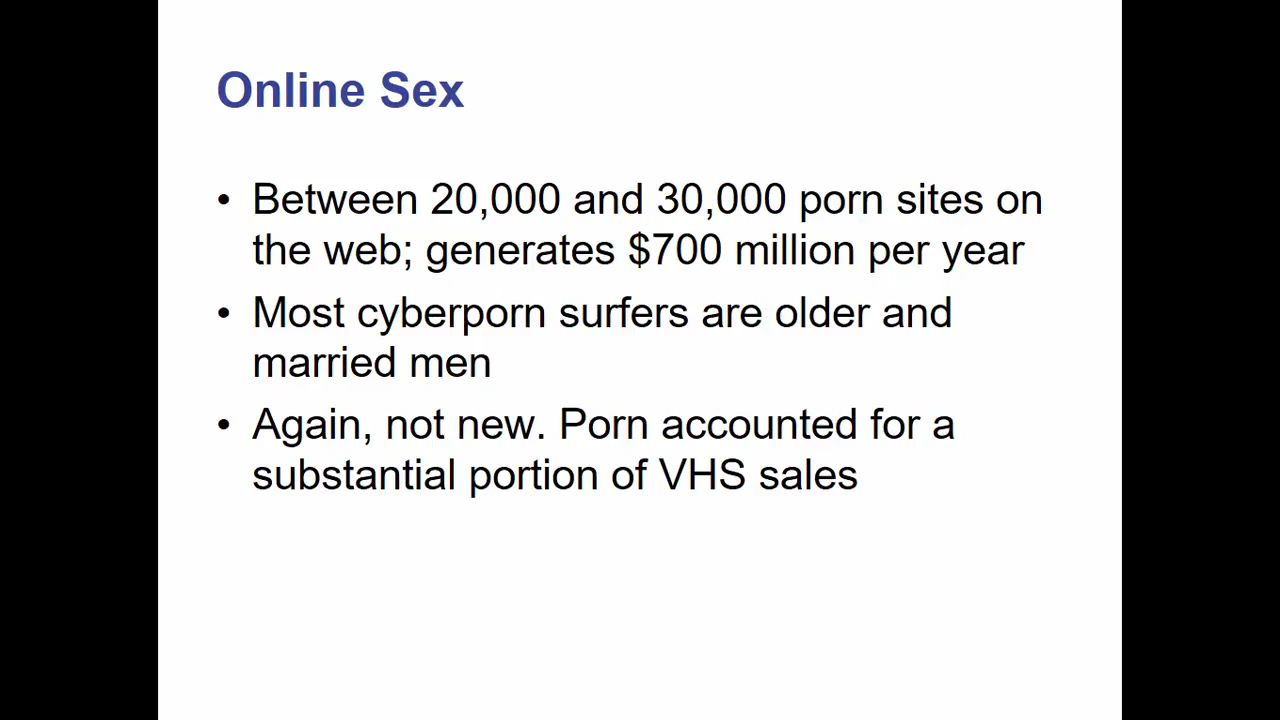 Online Sex
• Between 20,000 and 30,000 porn sites on
the web; generates $700 million per year
• Most cyberporn surfers are older and
married men
• Again, not new. Porn accounted for a
substantial portion of VHS sales